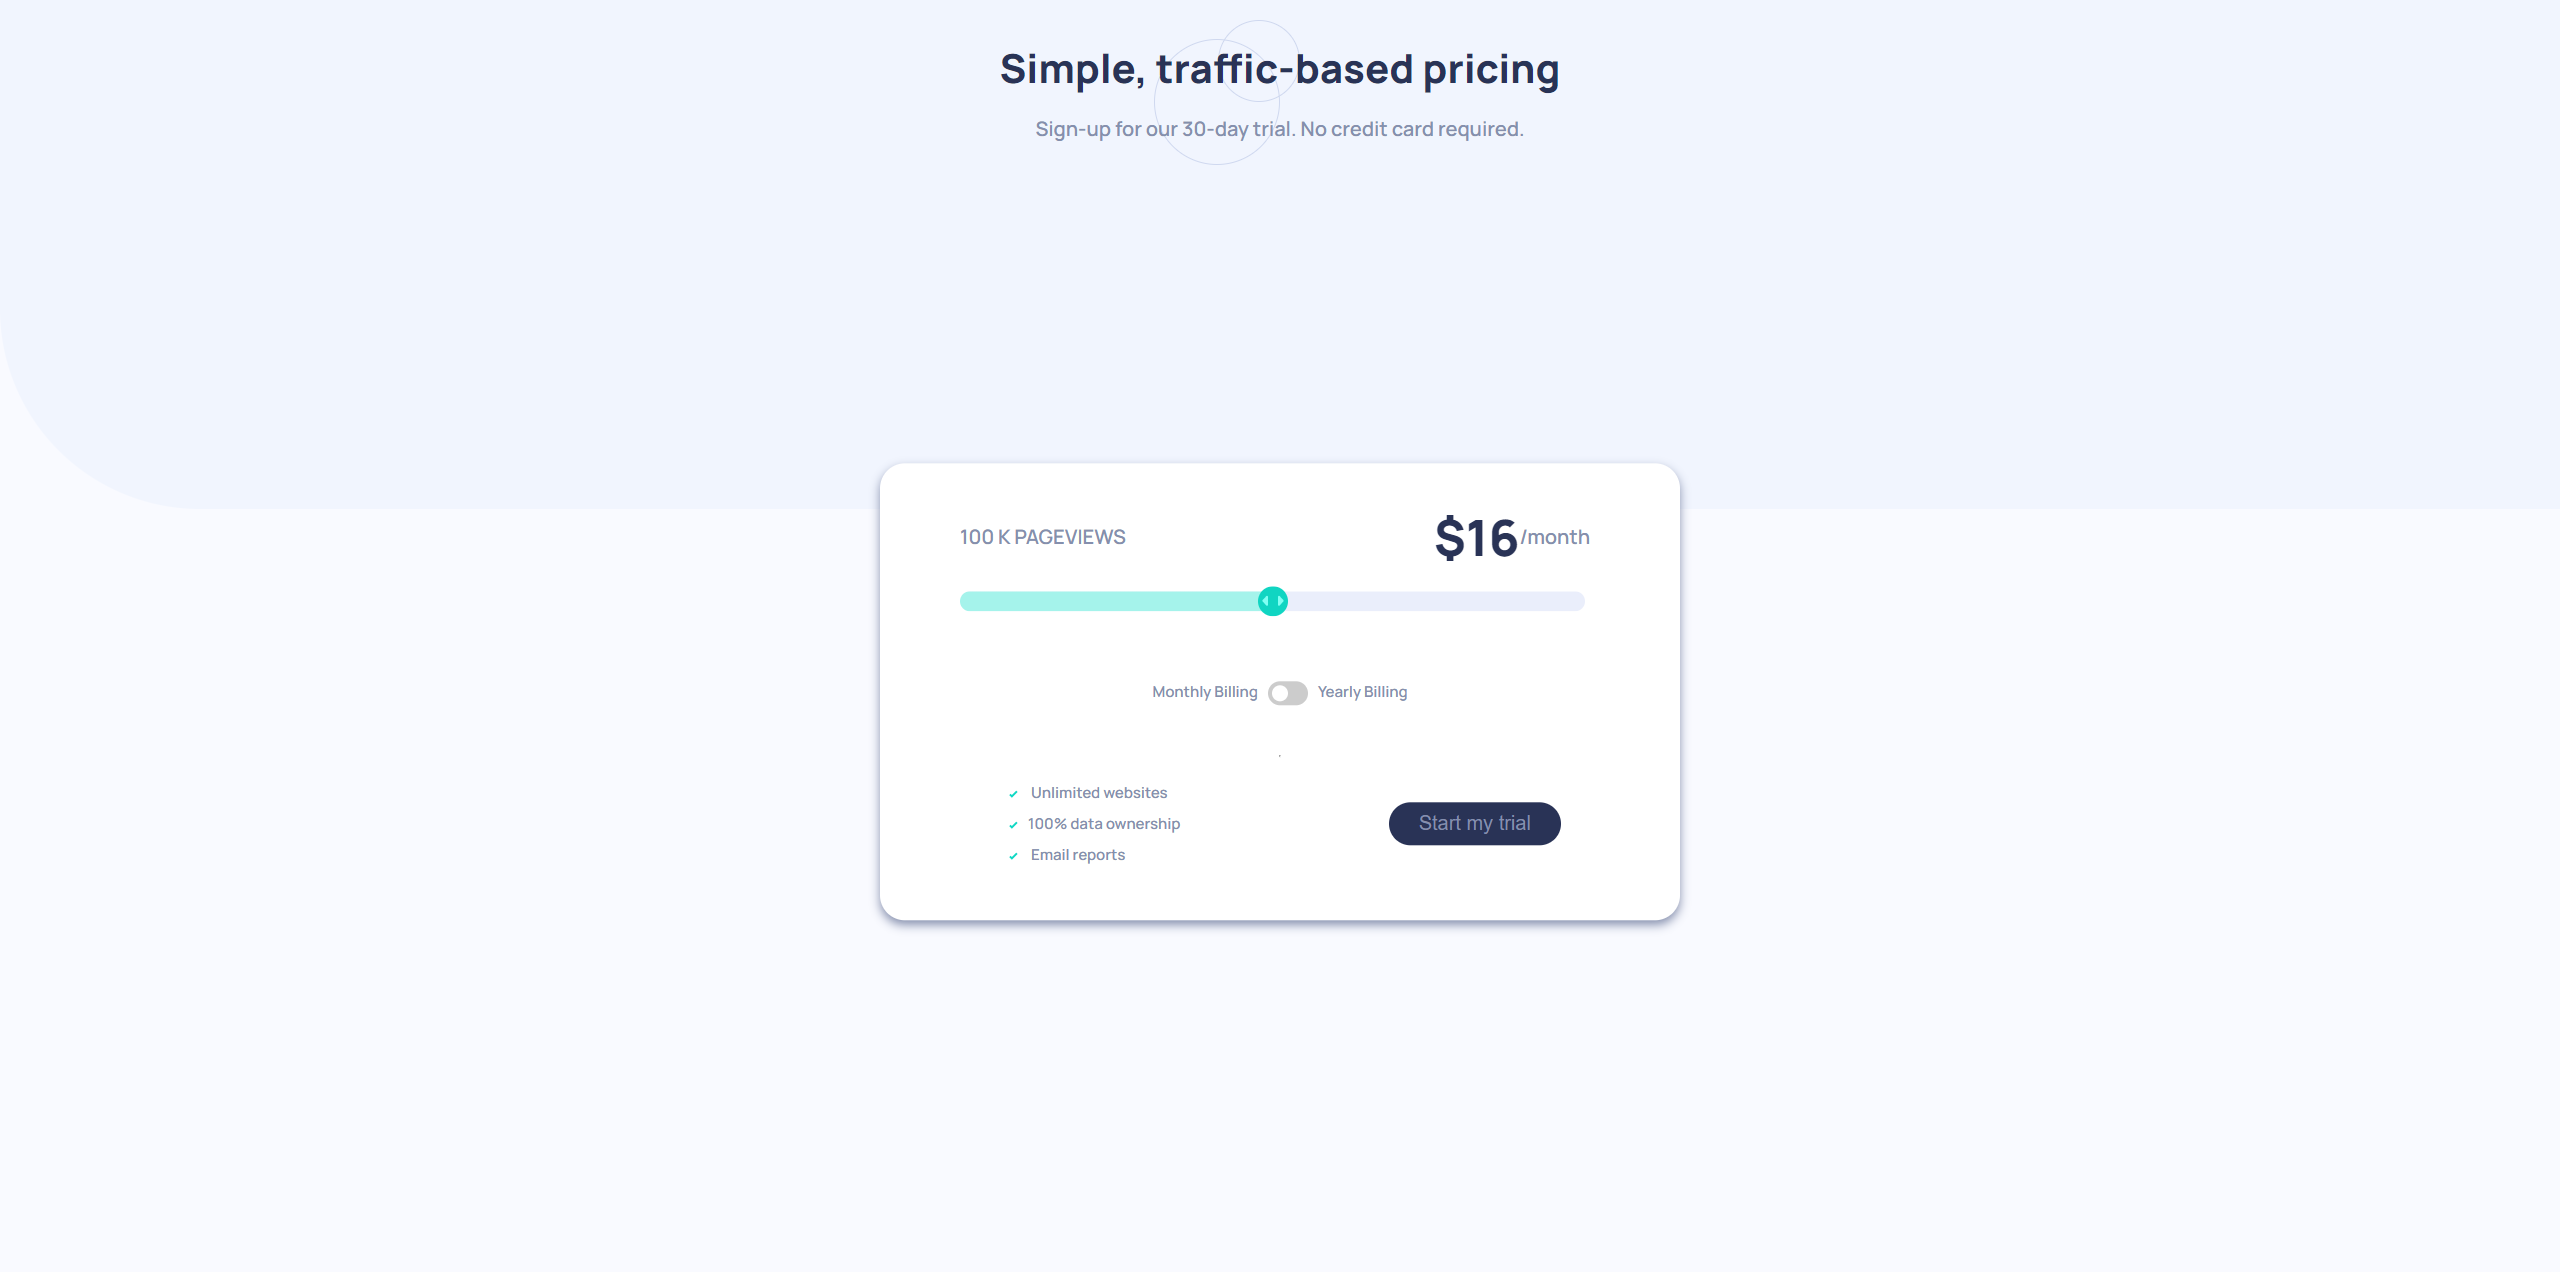 Simple, traffic-based pricing
Sign-up for our 30-day trial. No credit card required.
100 K PAGEVIEWS
$16/month
Monthly Billing
Yearly Billing
Unlimited websites
100% data ownership
Email reports
Start my trial